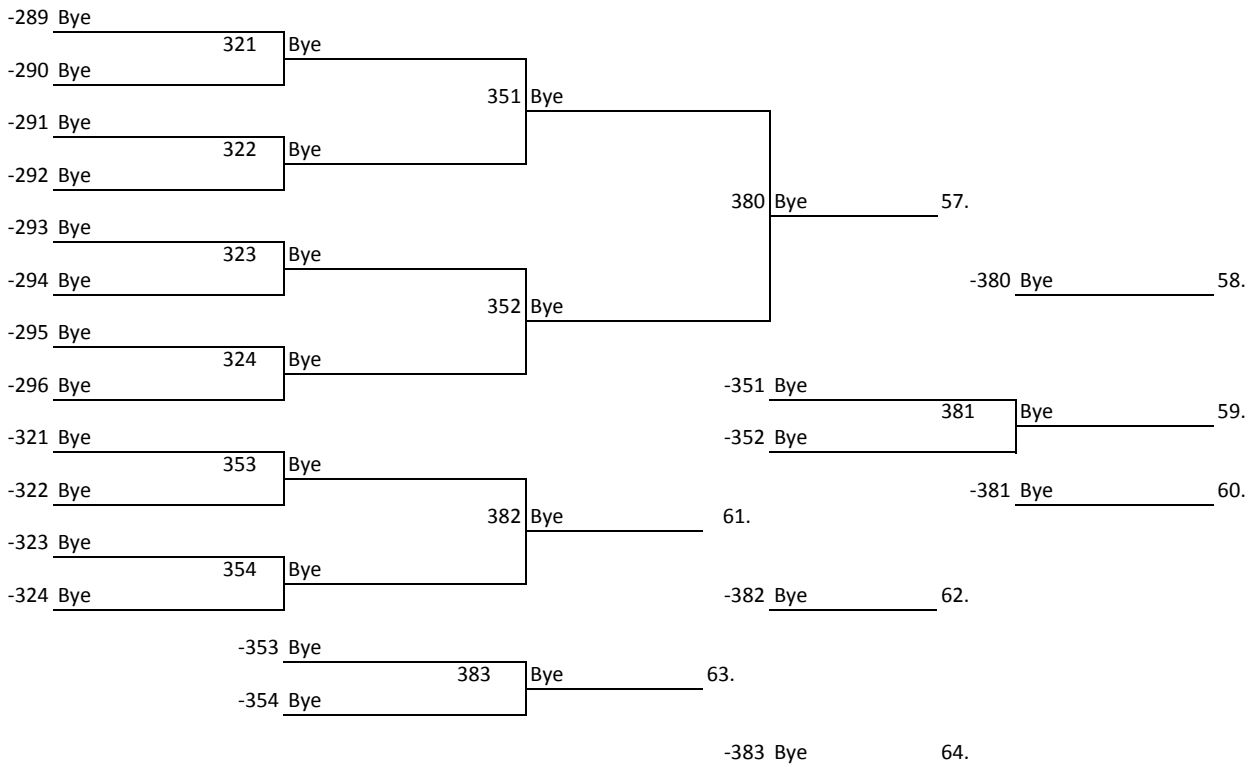 -289 Bye
321 Bye
-290 Bye
351 Bye
-291 Bye
322 Bye
-292 Bye
380 Bye 57.
-293 Bye
323 Bye
-294 Bye
-380 Bye 58.
352 Bye
-295 Bye
324 Bye
-296 Bye
-351 Bye
381 Bye 59.
-321 Bye
-352 Bye
353 Bye
-322 Bye
-381 Bye 60.
382 Bye 61.
-323 Bye
354 Bye
-324 Bye
-382 Bye 62.
-353 Bye
383 Bye 63.
-354 Bye
-383 Bye 64.